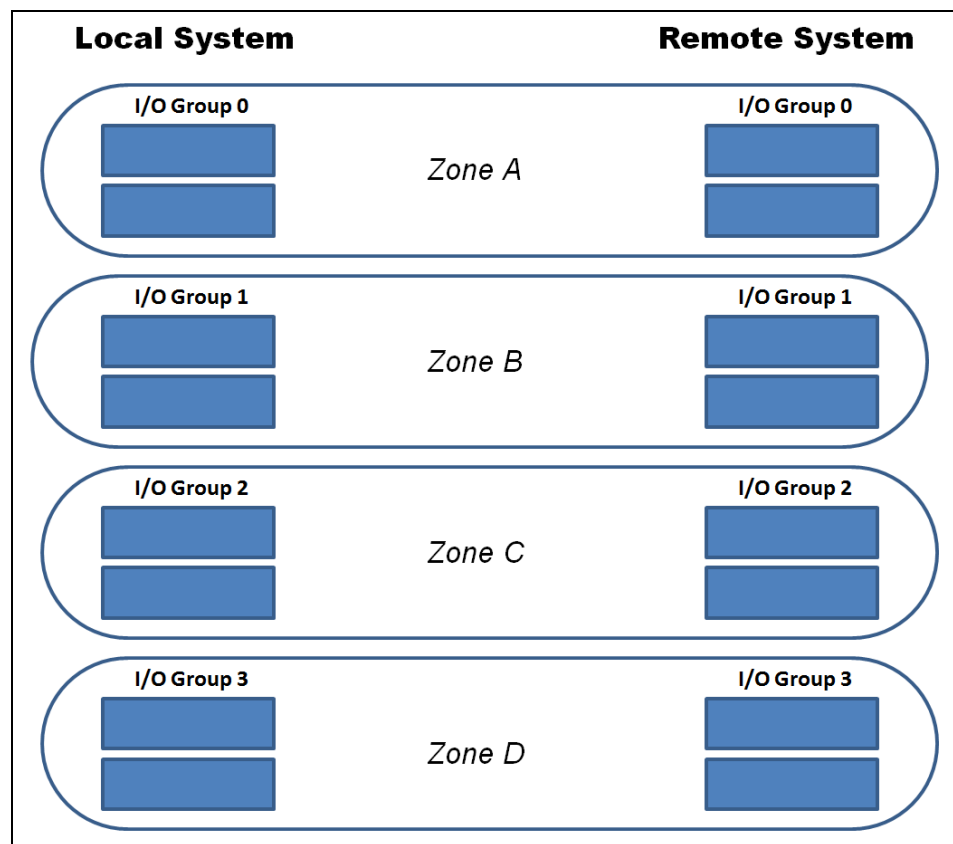 Local System
Remote System
I/O Group 0
I/O Group 0
Zone A
I/O Group 1
I/O Group 1
Zone B
I/O Group 2
I/O Group 2
Zone C
I/O Group 3
I/O Group 3
Zone D